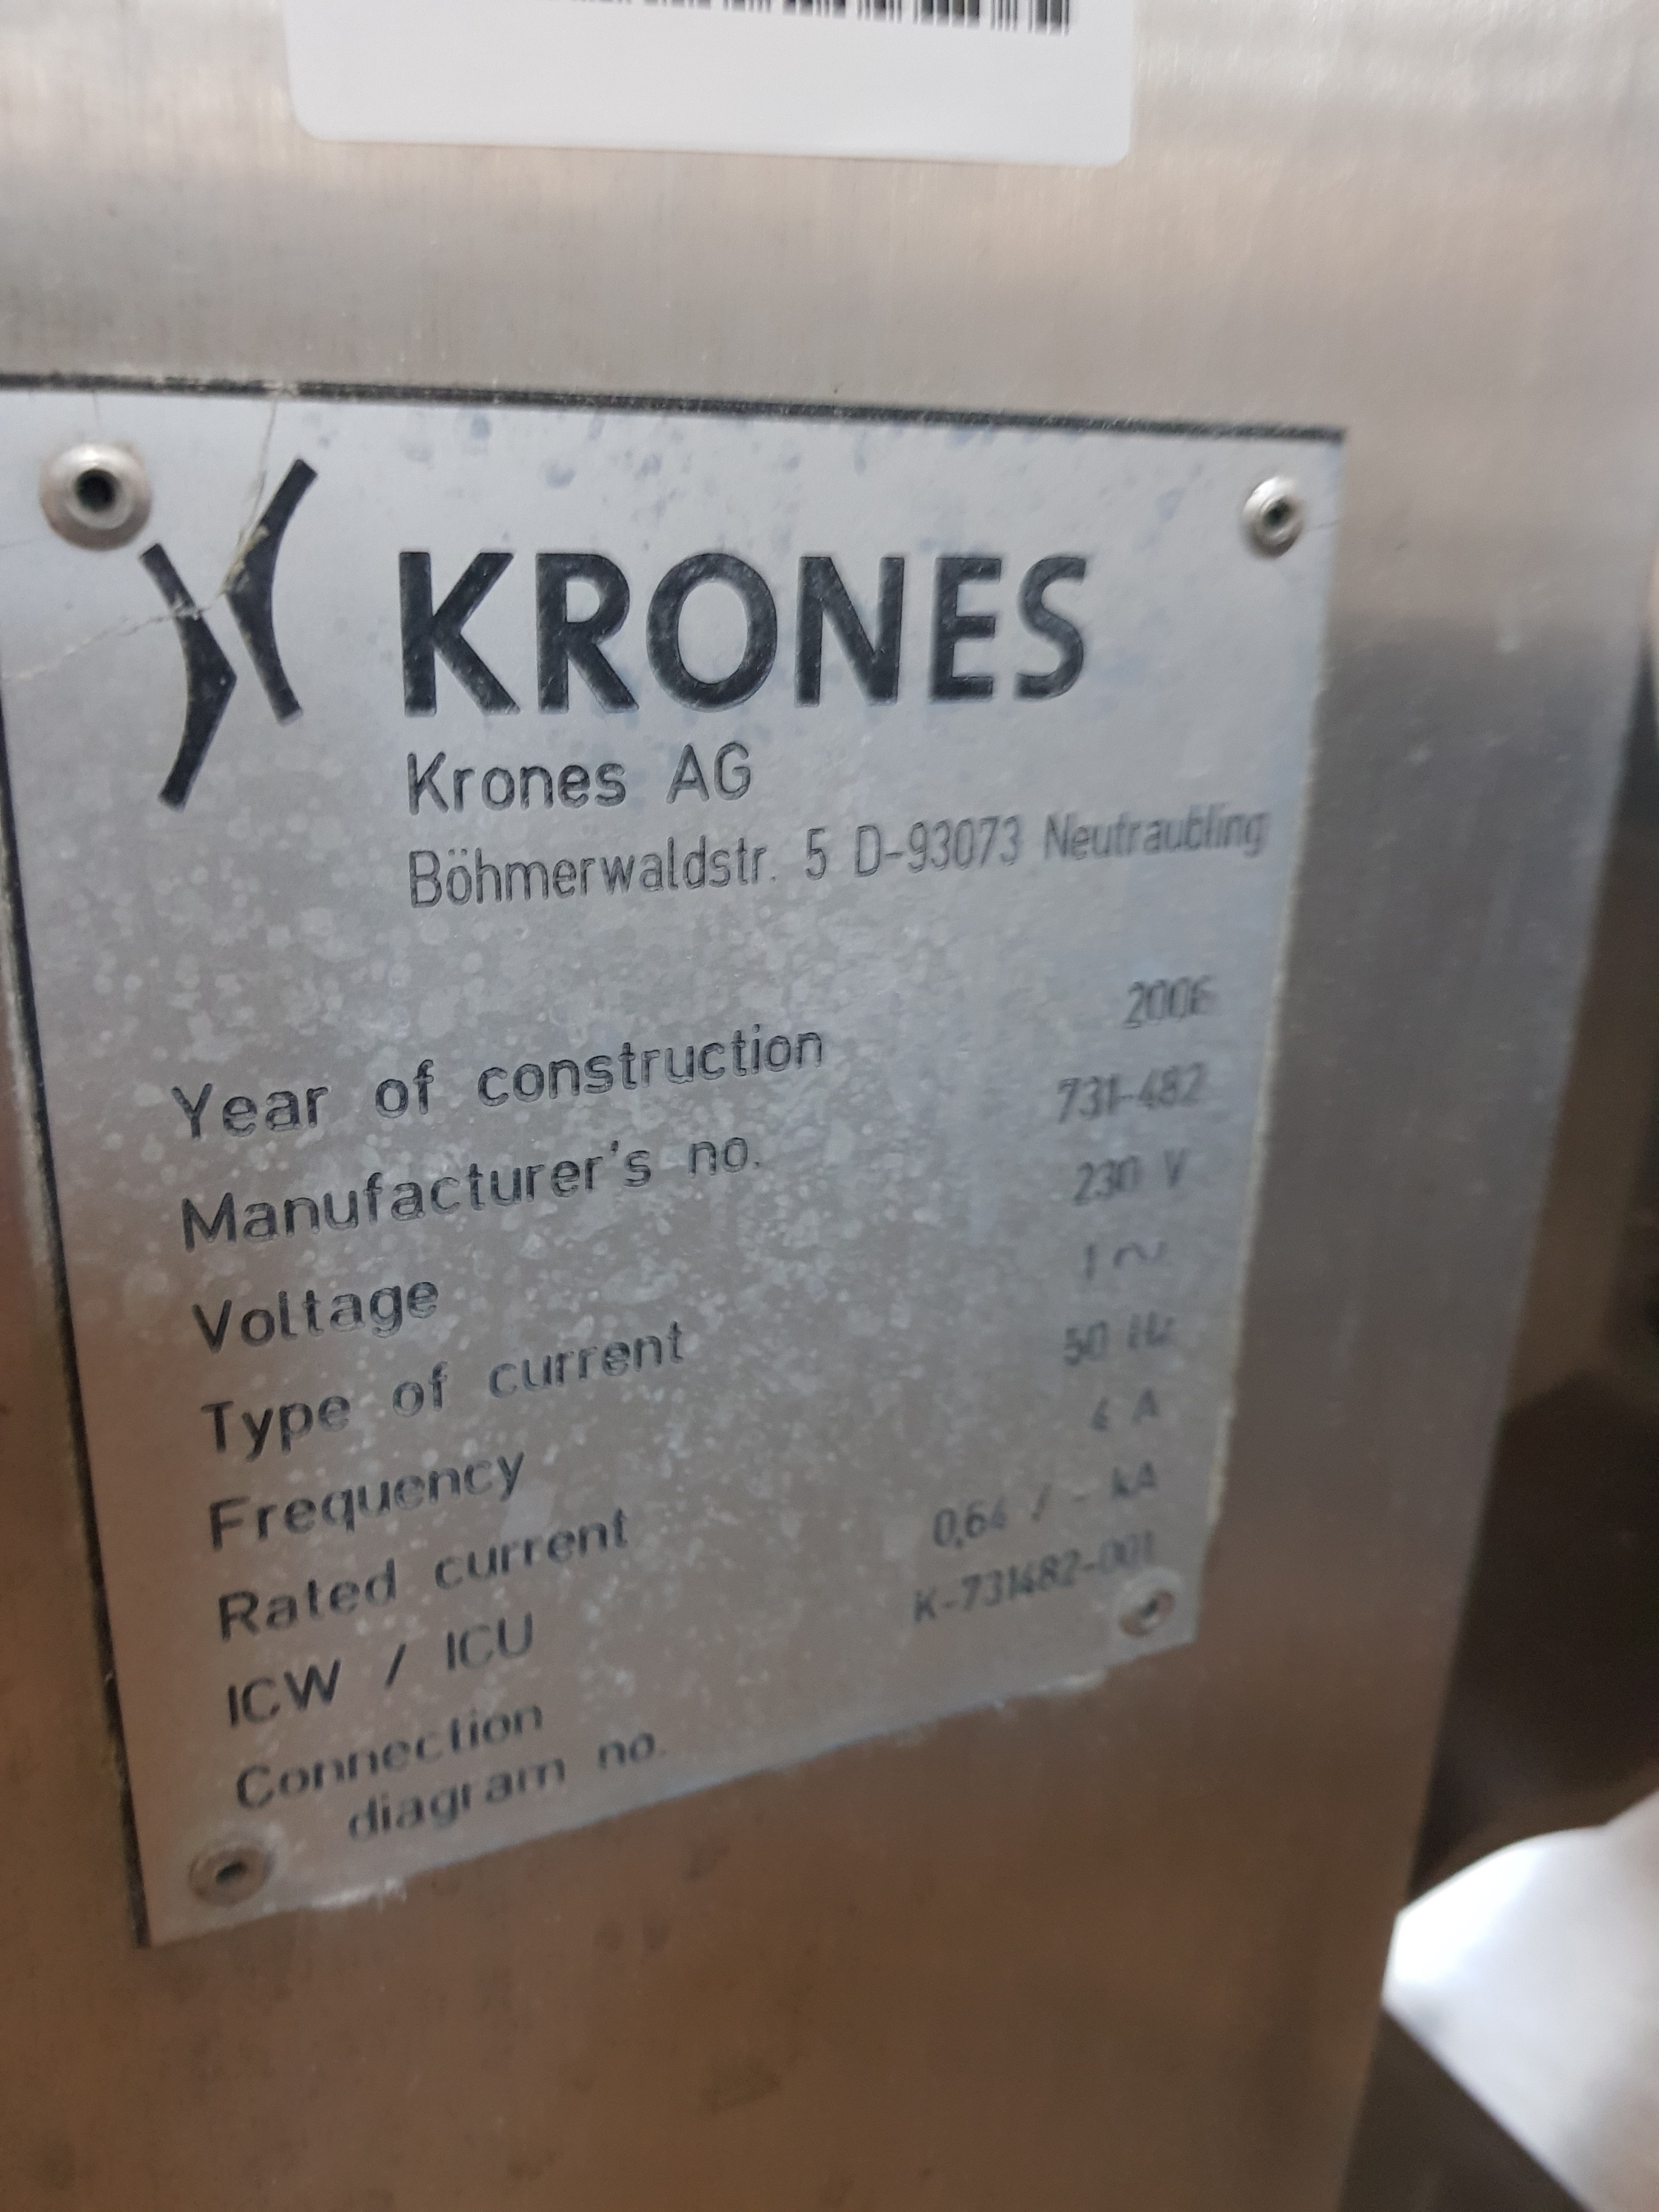 KRONES
Krones AG
Böhmerwaldstr. 5 D-93073 Neutraubling
Year of construction 2006
Manufacturer's no. 731-482
Voltage 230 V
Type of current 1 ~
Frequency 50 Hz
Rated current A
ICW / ICU / - kA
Connection K-731482-001
diagram no.